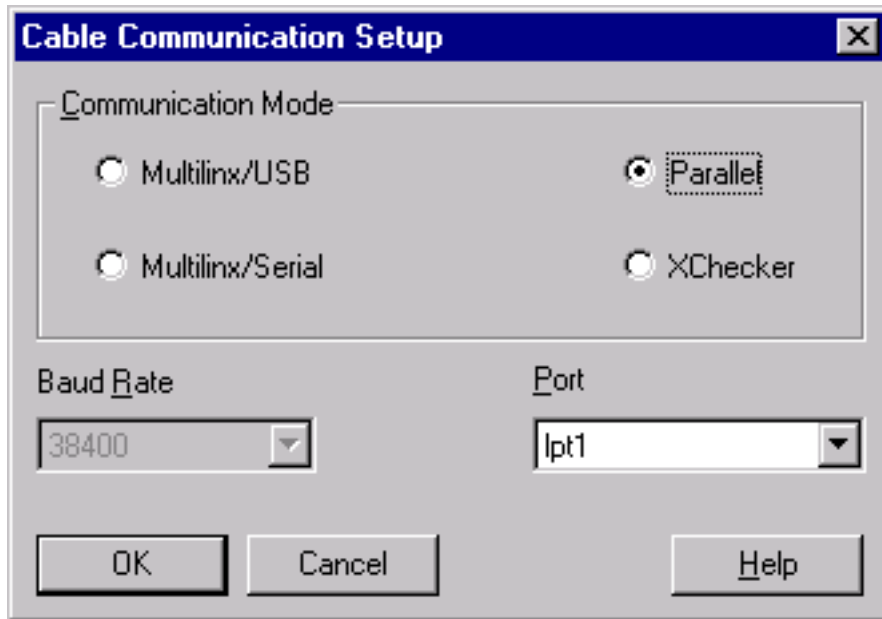 Cable Communication Setup
Communication Mode
Multilinx/USB
Parallel
Multilinx/Serial
XChecker
Baud Rate
Port
38400
lpt1
OK
Cancel
Help